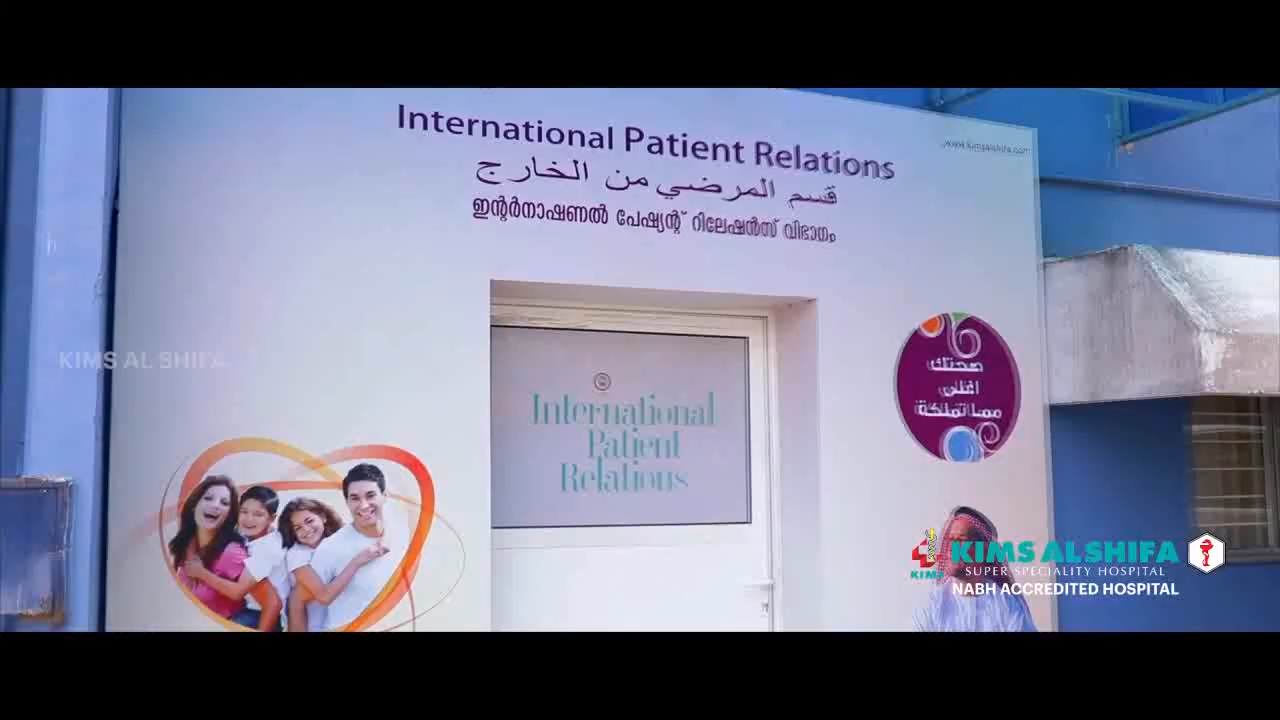 International Patient Relations
www.kimsalshifa.com
قسم المرضي من الخارج
ഇന്റർനാഷണൽ പേഷ്യന്റ് റിലേഷൻസ് വിഭാഗം
KIMS AL SHIFA
صحتك
اغلى
مما تملكة
International
Patient
Relations
KIMS
KIMS ALSHIFA
SUPER SPECIALITY HOSPITAL
NABH ACCREDITED HOSPITAL